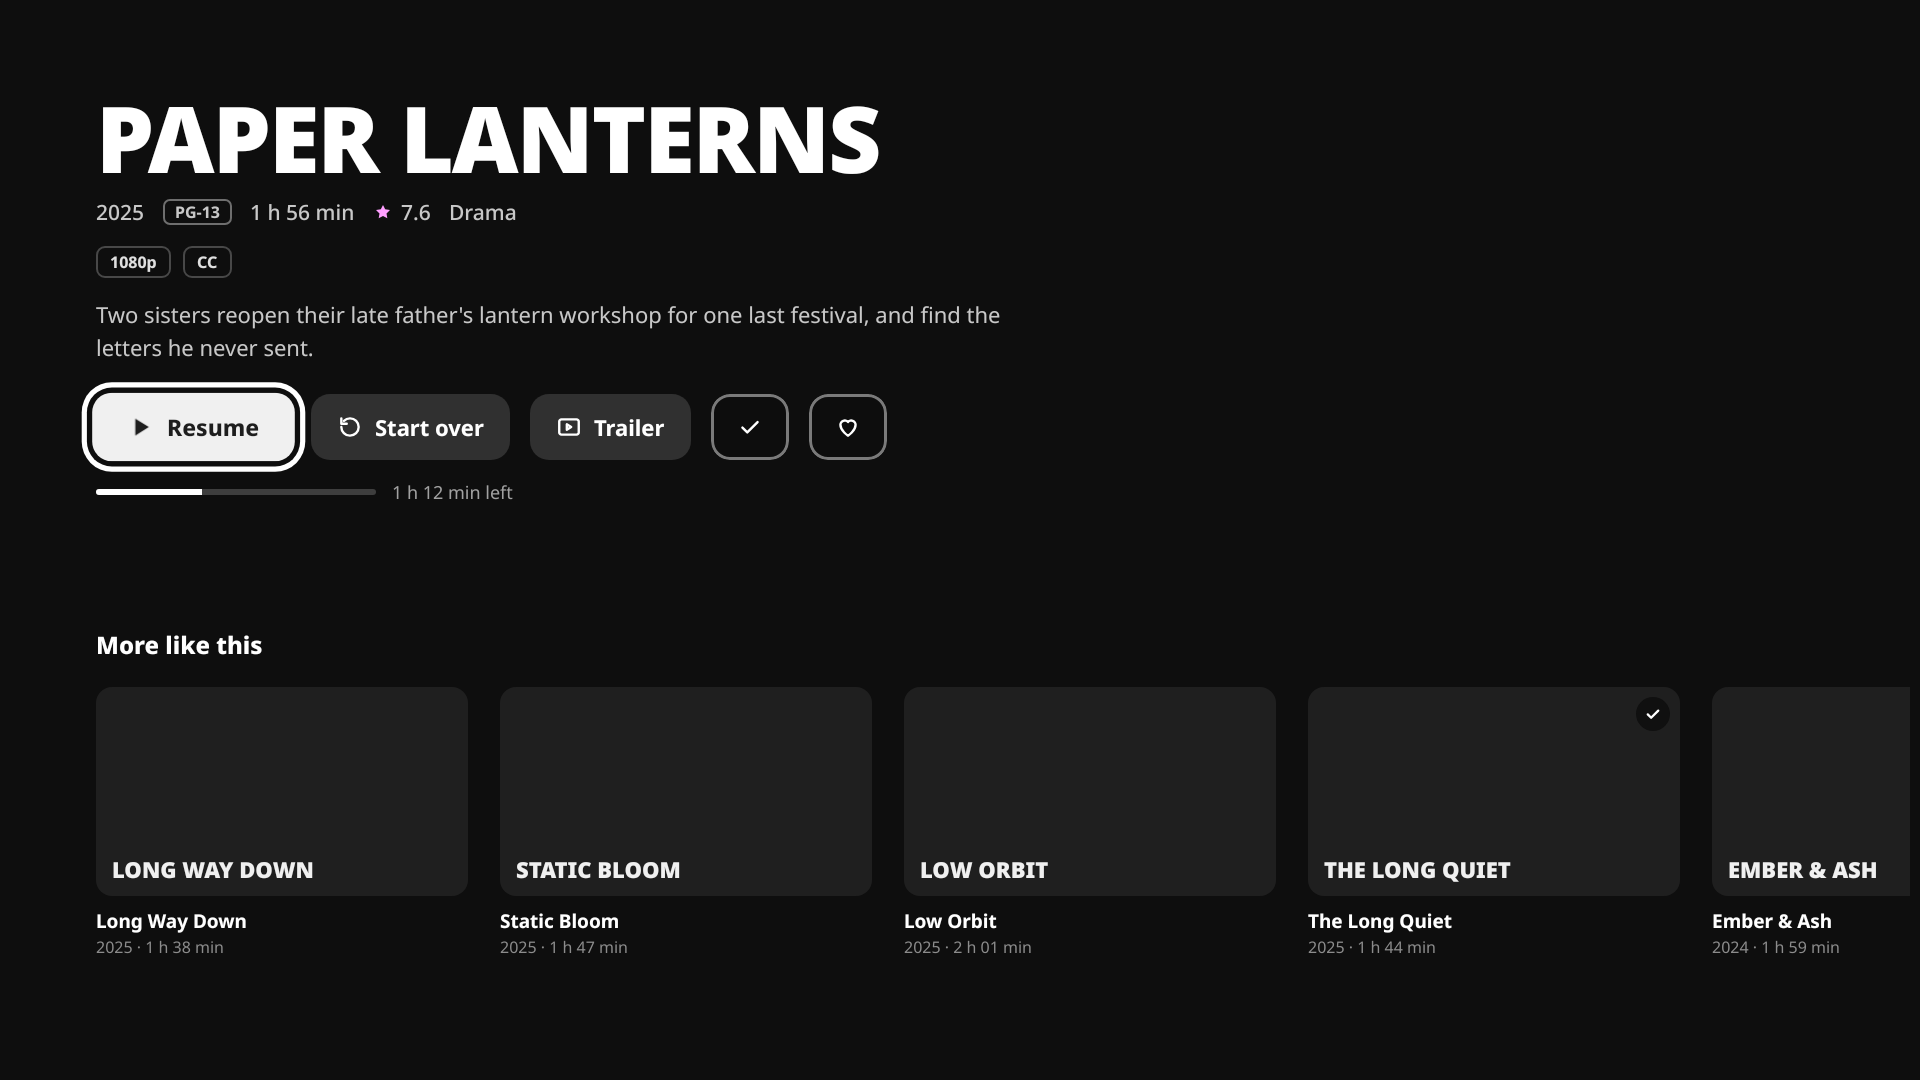 PAPER LANTERNS
2025 PG-13 1 h 56 min 7.6 Drama
1080p CC
Two sisters reopen their late father's lantern workshop for one last festival, and find the
letters he never sent.
Resume Start over Trailer
1 h 12 min left
More like this
LONG WAY DOWN STATIC BLOOM LOW ORBIT THE LONG QUIET EMBER & ASH
Long Way Down Static Bloom Low Orbit The Long Quiet Ember & Ash
2025 · 1 h 38 min 2025 · 1 h 47 min 2025 · 2 h 01 min 2025 · 1 h 44 min 2024 · 1 h 59 min